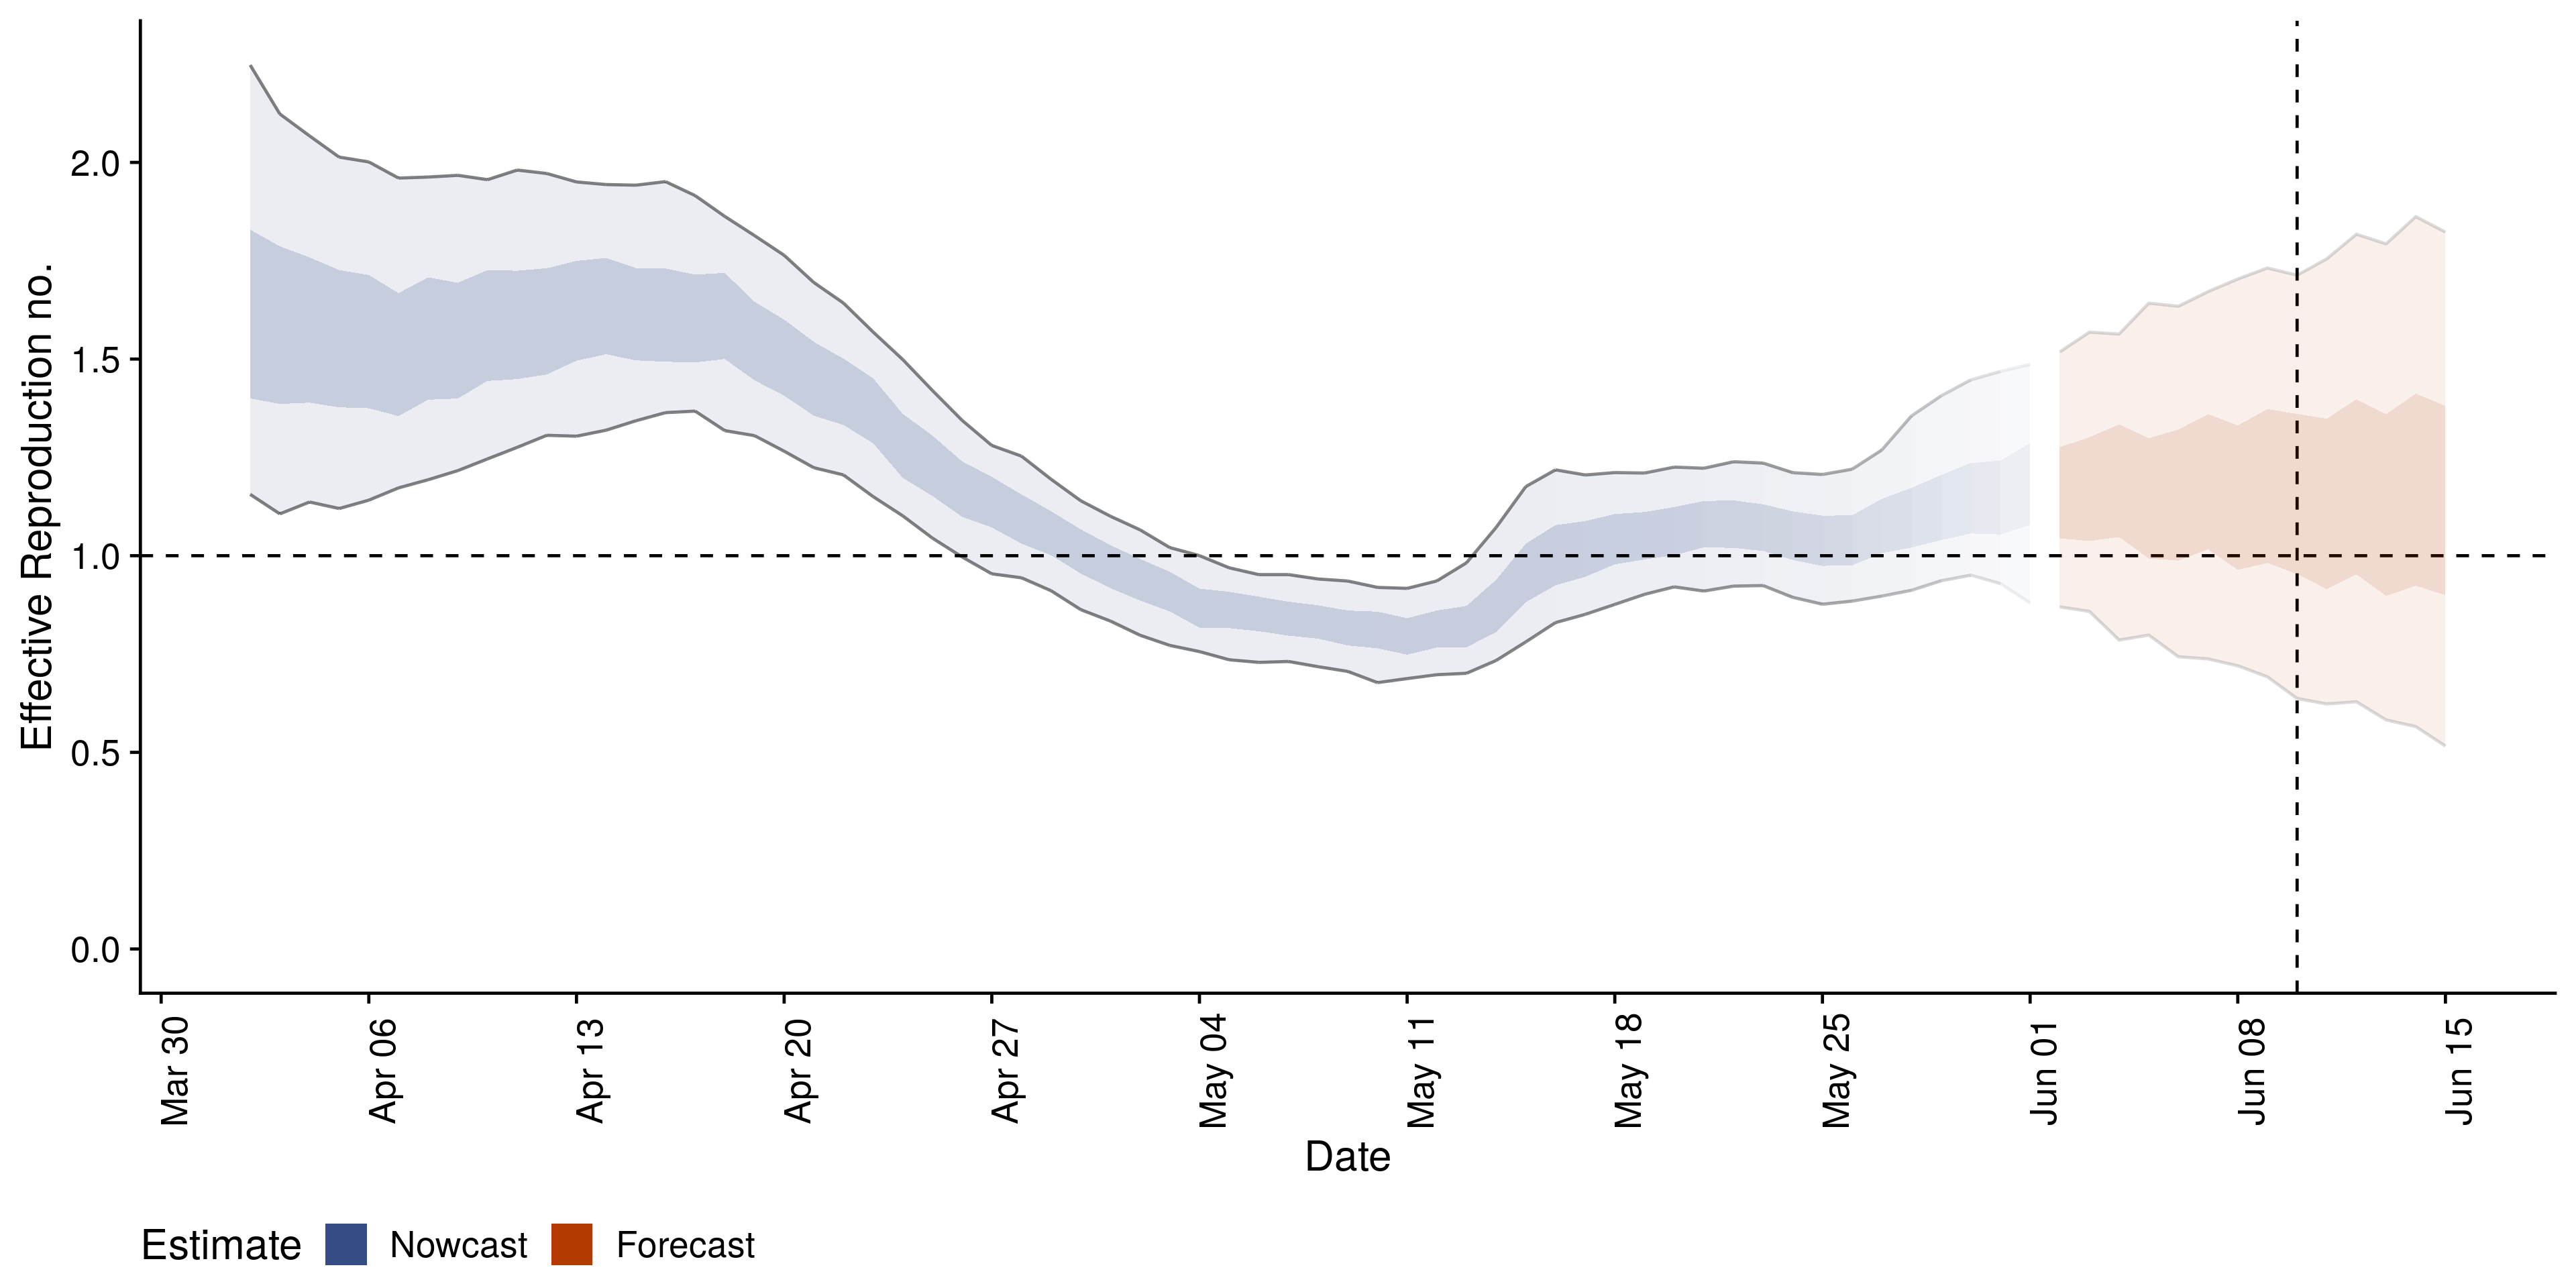 Effective Reproduction no.
2.0
1.5
1.0
0.5
0.0
Mar 30
Apr 06
Apr 13
Apr 20
Apr 27
May 04
May 11
May 18
May 25
Jun 01
Jun 08
Jun 15
Date
Estimate Nowcast Forecast